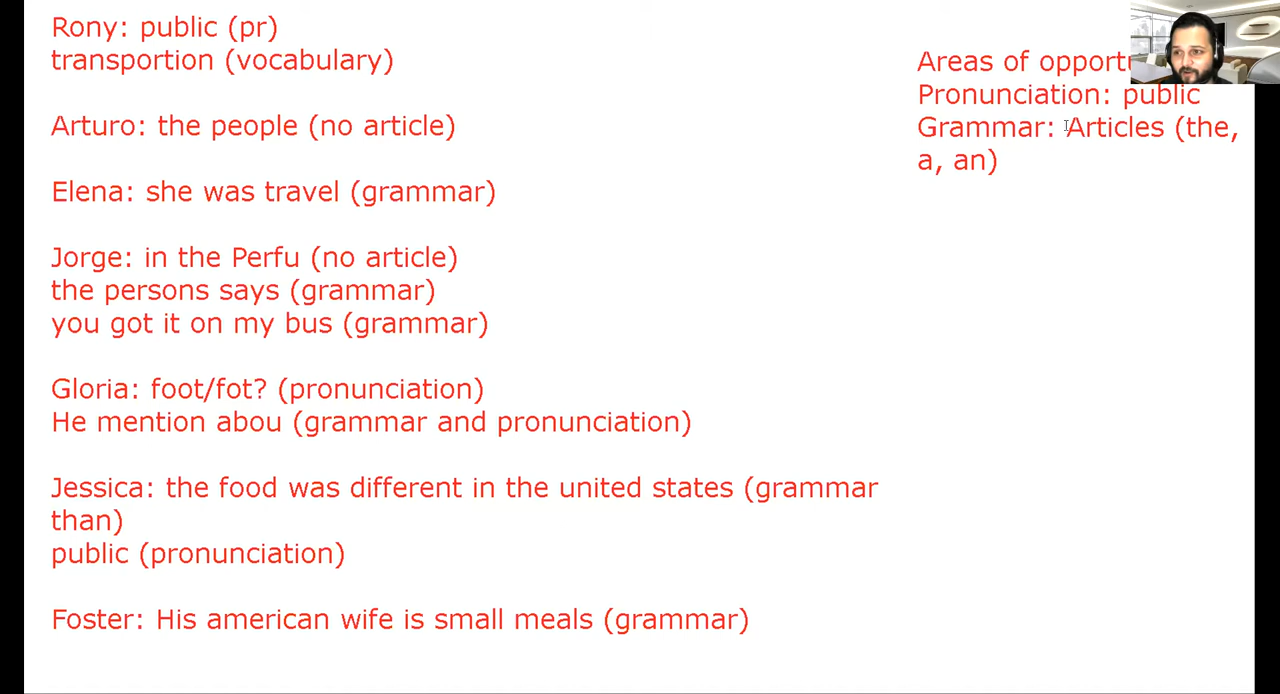 Rony: public (pr)
transportion (vocabulary)
Arturo: the people (no article)
Elena: she was travel (grammar)
Jorge: in the Perfu (no article)
the persons says (grammar)
you got it on my bus (grammar)
Gloria: foot/fot? (pronunciation)
He mention abou (grammar and pronunciation)
Jessica: the food was different in the united states (grammar
than)
public (pronunciation)
Foster: His american wife is small meals (grammar)
Areas of
Pronunciation: public
Grammar: Articles (the,
a, an)